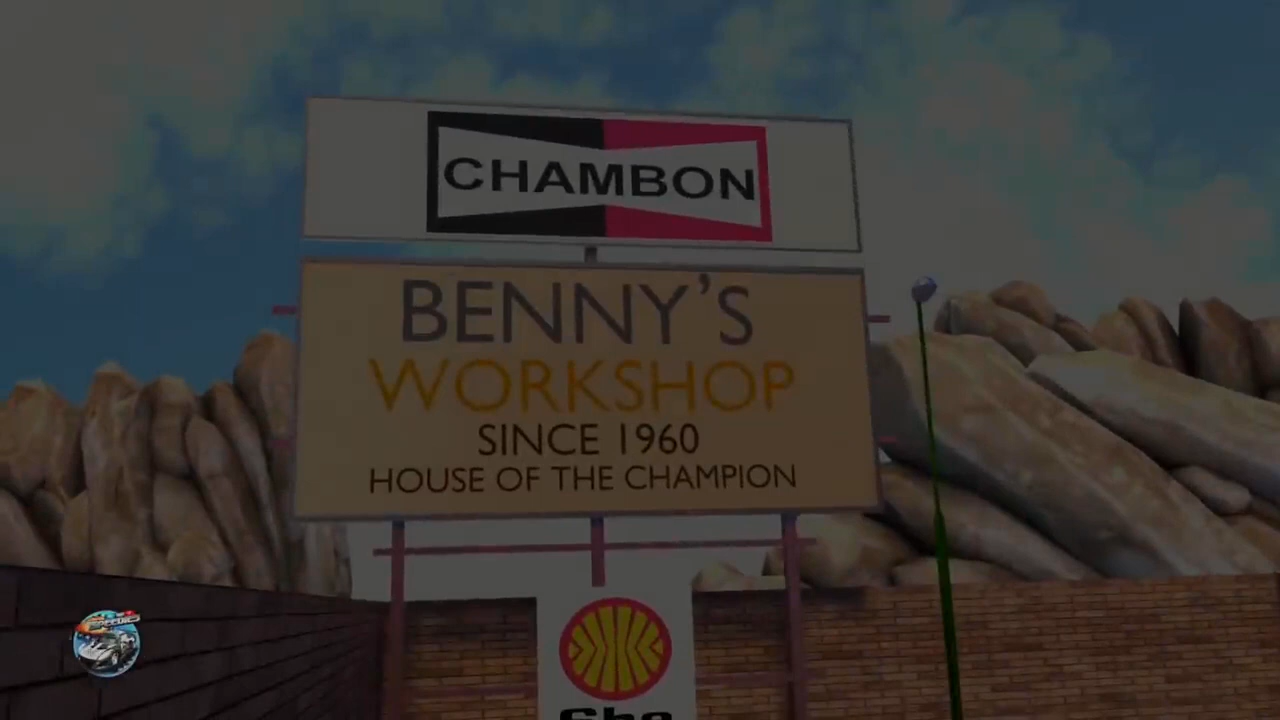 CHAMBON
BENNY'S
WORKSHOP
SINCE 1960
HOUSE OF THE CHAMPION